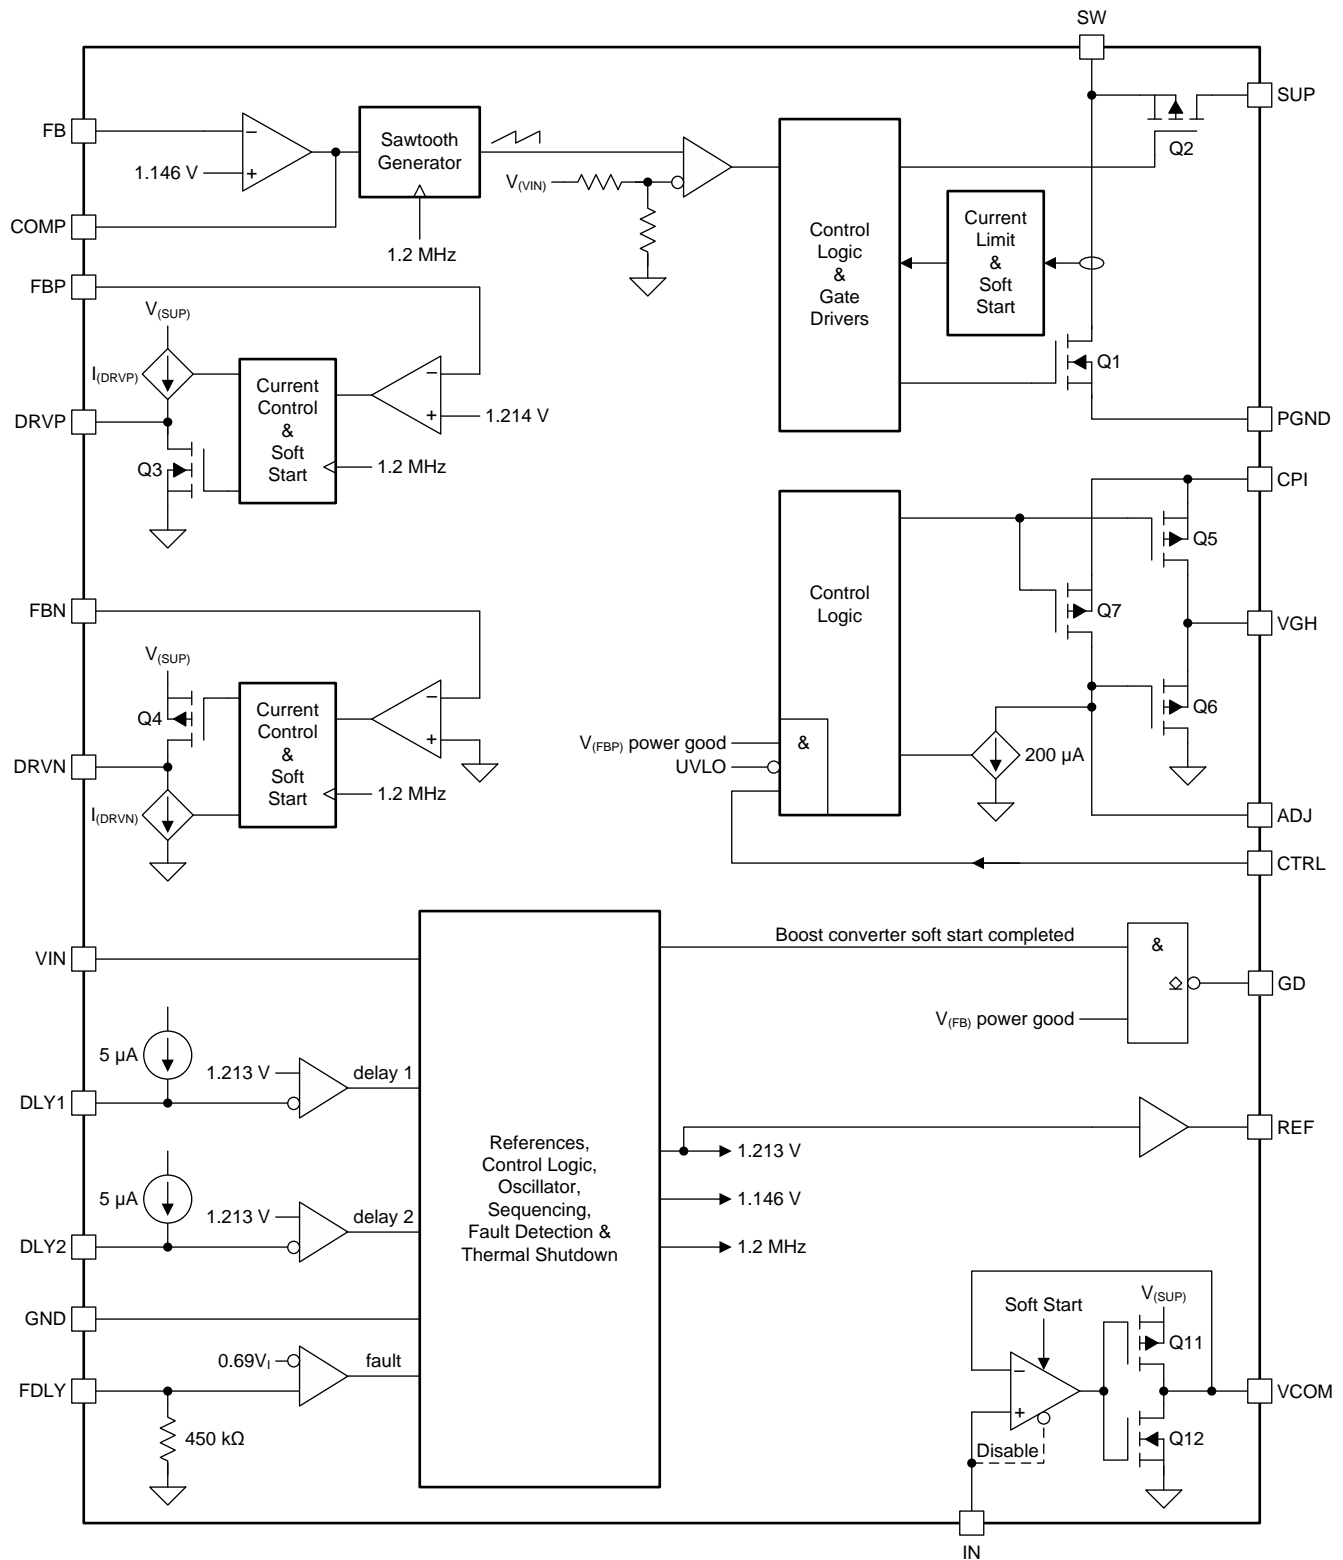 SW
SUP
FB
1.146 V
Sawtooth
Generator
Q2
V(VIN)
COMP
1.2 MHz
Control
Logic
&
Gate
Drivers
Current
Limit
&
Soft
Start
FBP
V(SUP)
I(DRVP)
DRVP
Q3
Current
Control
&
Soft
Start
1.214 V
1.2 MHz
Q1
PGND
CPI
Q5
Control
Logic
Q7
VGH
Q6
FBN
V(SUP)
Q4
DRVN
I(DRVN)
Current
Control
&
Soft
Start
1.2 MHz
V(FBP) power good
UVLO
&
200 µA
ADJ
CTRL
VIN
Boost converter soft start completed
&
GD
V(FB) power good
5 µA
1.213 V
delay 1
DLY1
REF
References,
Control Logic,
Oscillator,
Sequencing,
Fault Detection &
Thermal Shutdown
1.213 V
1.146 V
1.2 MHz
5 µA
1.213 V
delay 2
DLY2
GND
0.69VI
fault
FDLY
450 kΩ
Soft Start
V(SUP)
Q11
VCOM
Q12
Disable
IN